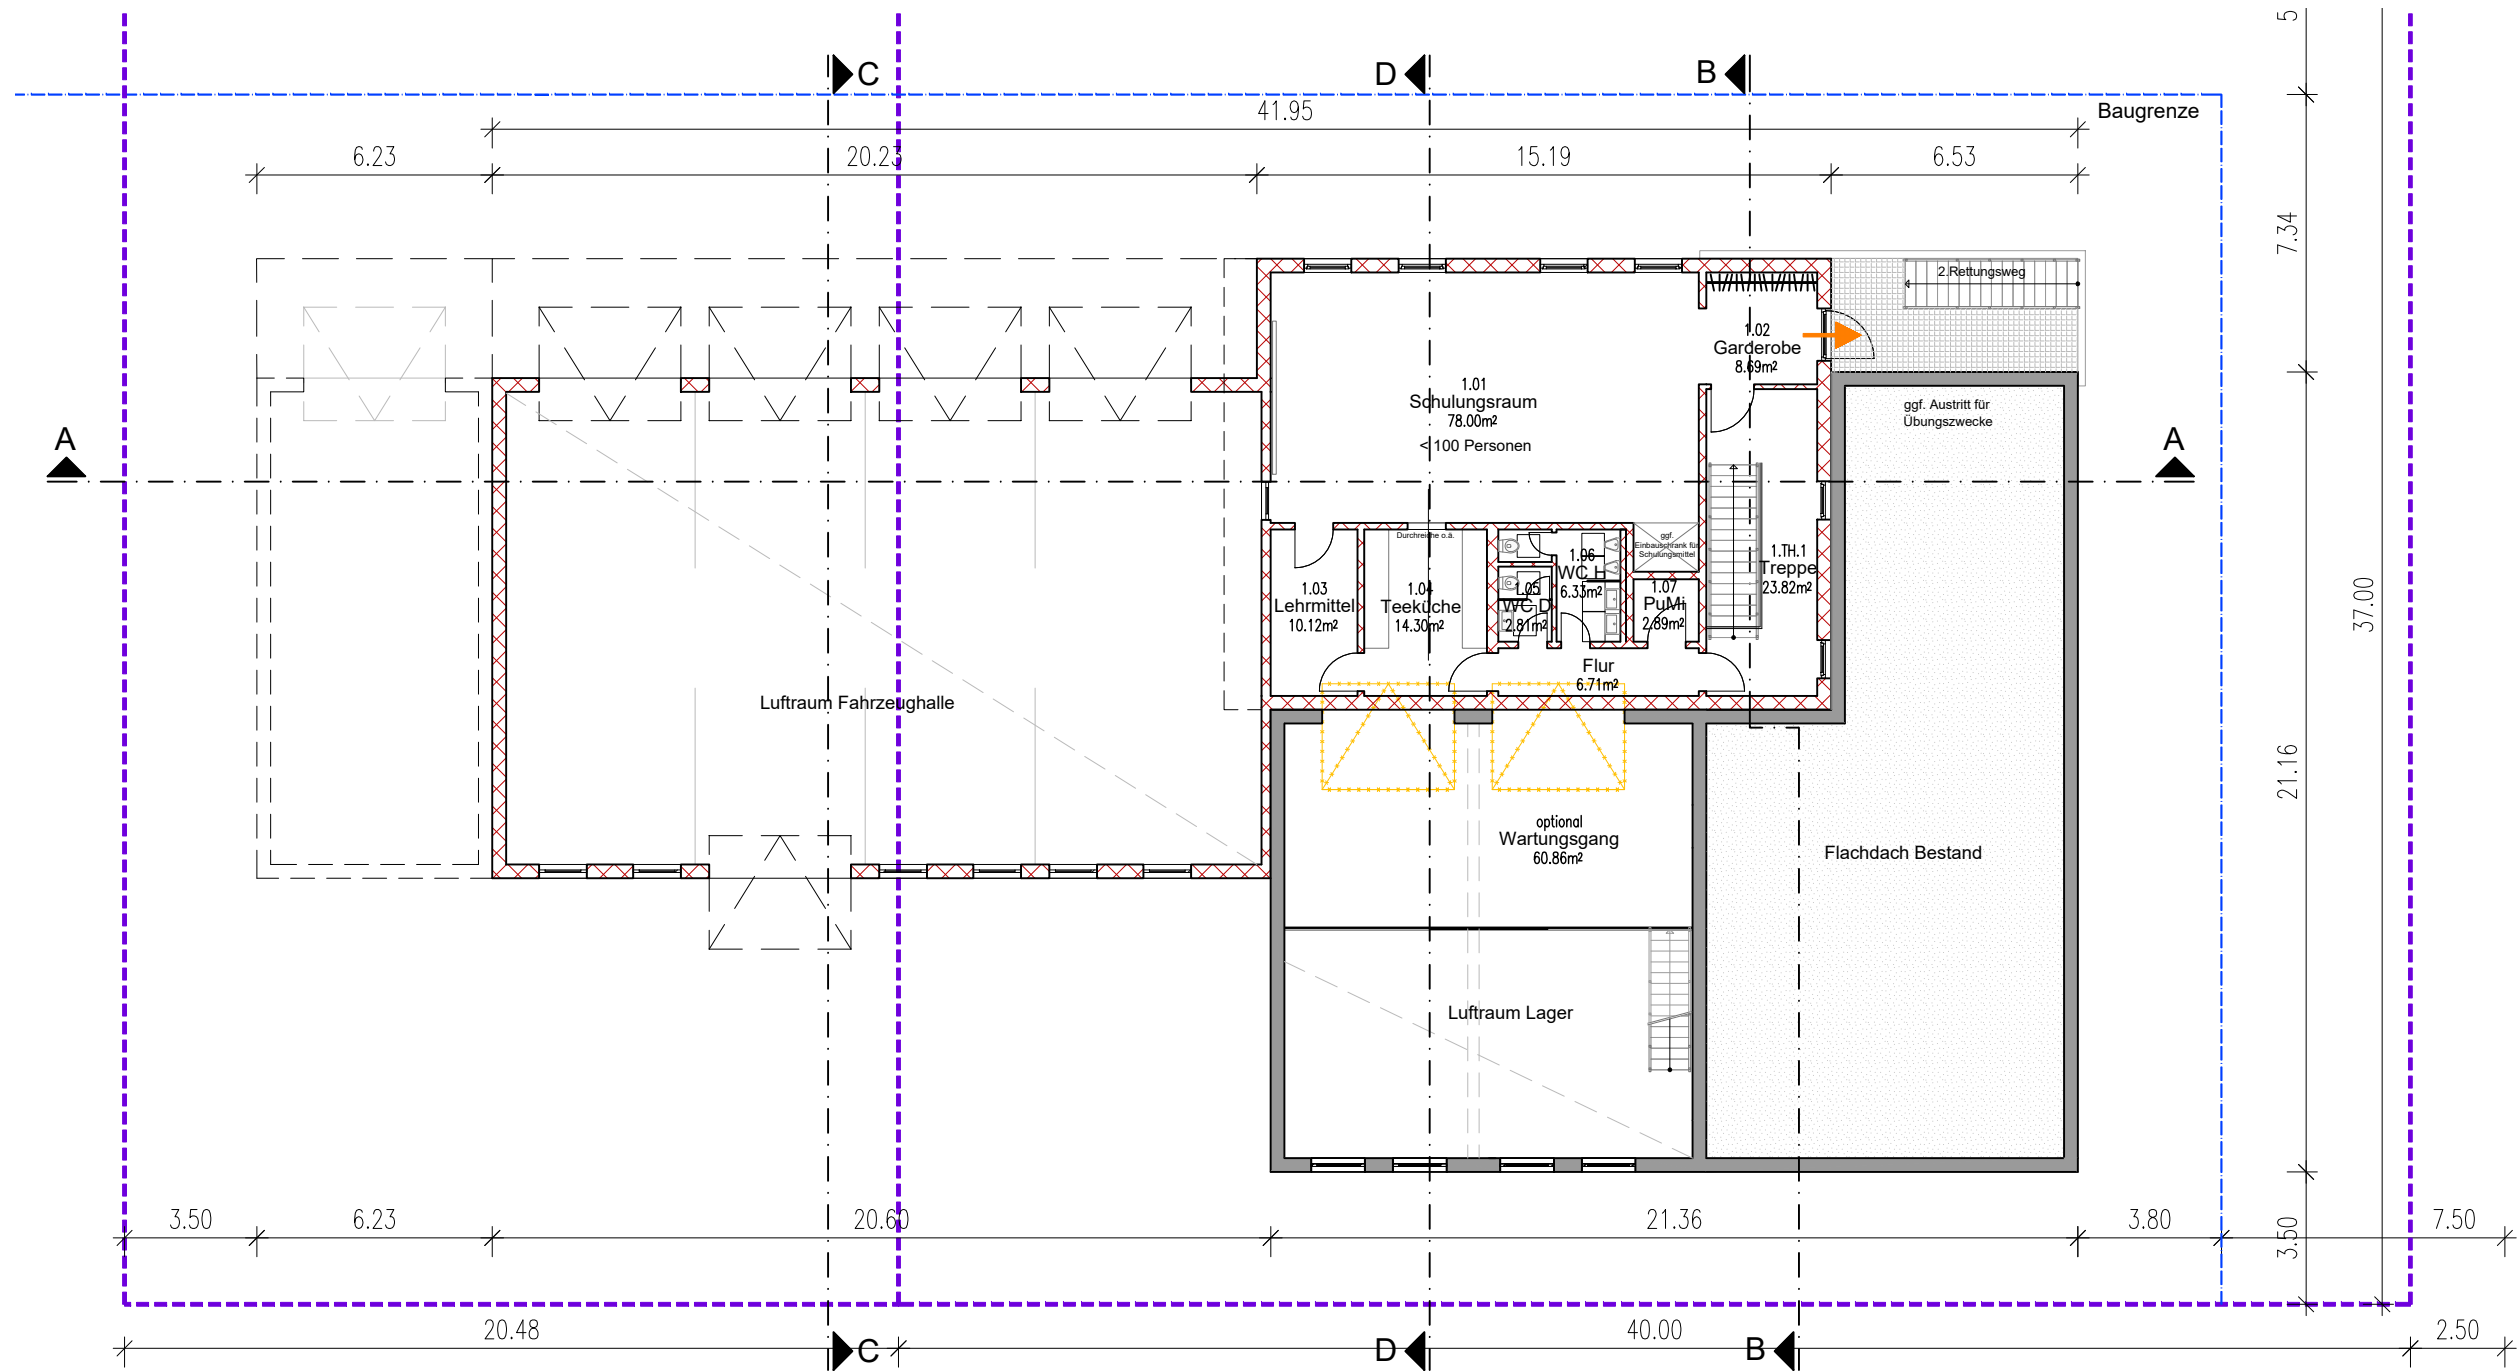 5
C
D
B
41.95
Baugrenze
6.23
20.23
15.19
6.53
7.34
2.Rettungsweg
1.02
Garderobe
8.69m²
1.01
Schulungsraum
78.00m²
< 100 Personen
ggf. Austritt für
Übungszwecke
A
A
Durchreiche o.ä.
ggf.
Einbauschrank für
Schulungsmittel
1.03
Lehrmittel
10.12m²
1.04
Teeküche
14.30m²
1.05
WC D
2.81m²
1.06
WC H
6.33m²
1.07
PuMi
2.89m²
1.TH.1
Treppe
23.82m²
37.00
Flur
6.71m²
Luftraum Fahrzeughalle
21.16
optional
Wartungsgang
60.86m²
Flachdach Bestand
Luftraum Lager
3.50
6.23
20.60
21.36
3.80
3.50
7.50
20.48
C
D
40.00
B
2.50